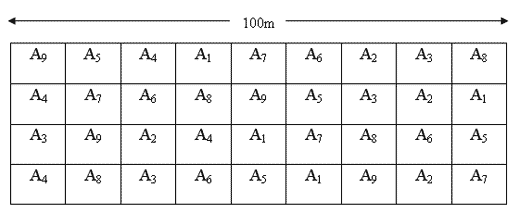 100m
A₉ A₅ A₄ A₁ A₇ A₆ A₂ A₃ A₈
A₄ A₇ A₆ A₈ A₉ A₅ A₃ A₂ A₁
A₃ A₉ A₂ A₄ A₁ A₇ A₈ A₆ A₅
A₄ A₈ A₃ A₆ A₅ A₁ A₉ A₂ A₇